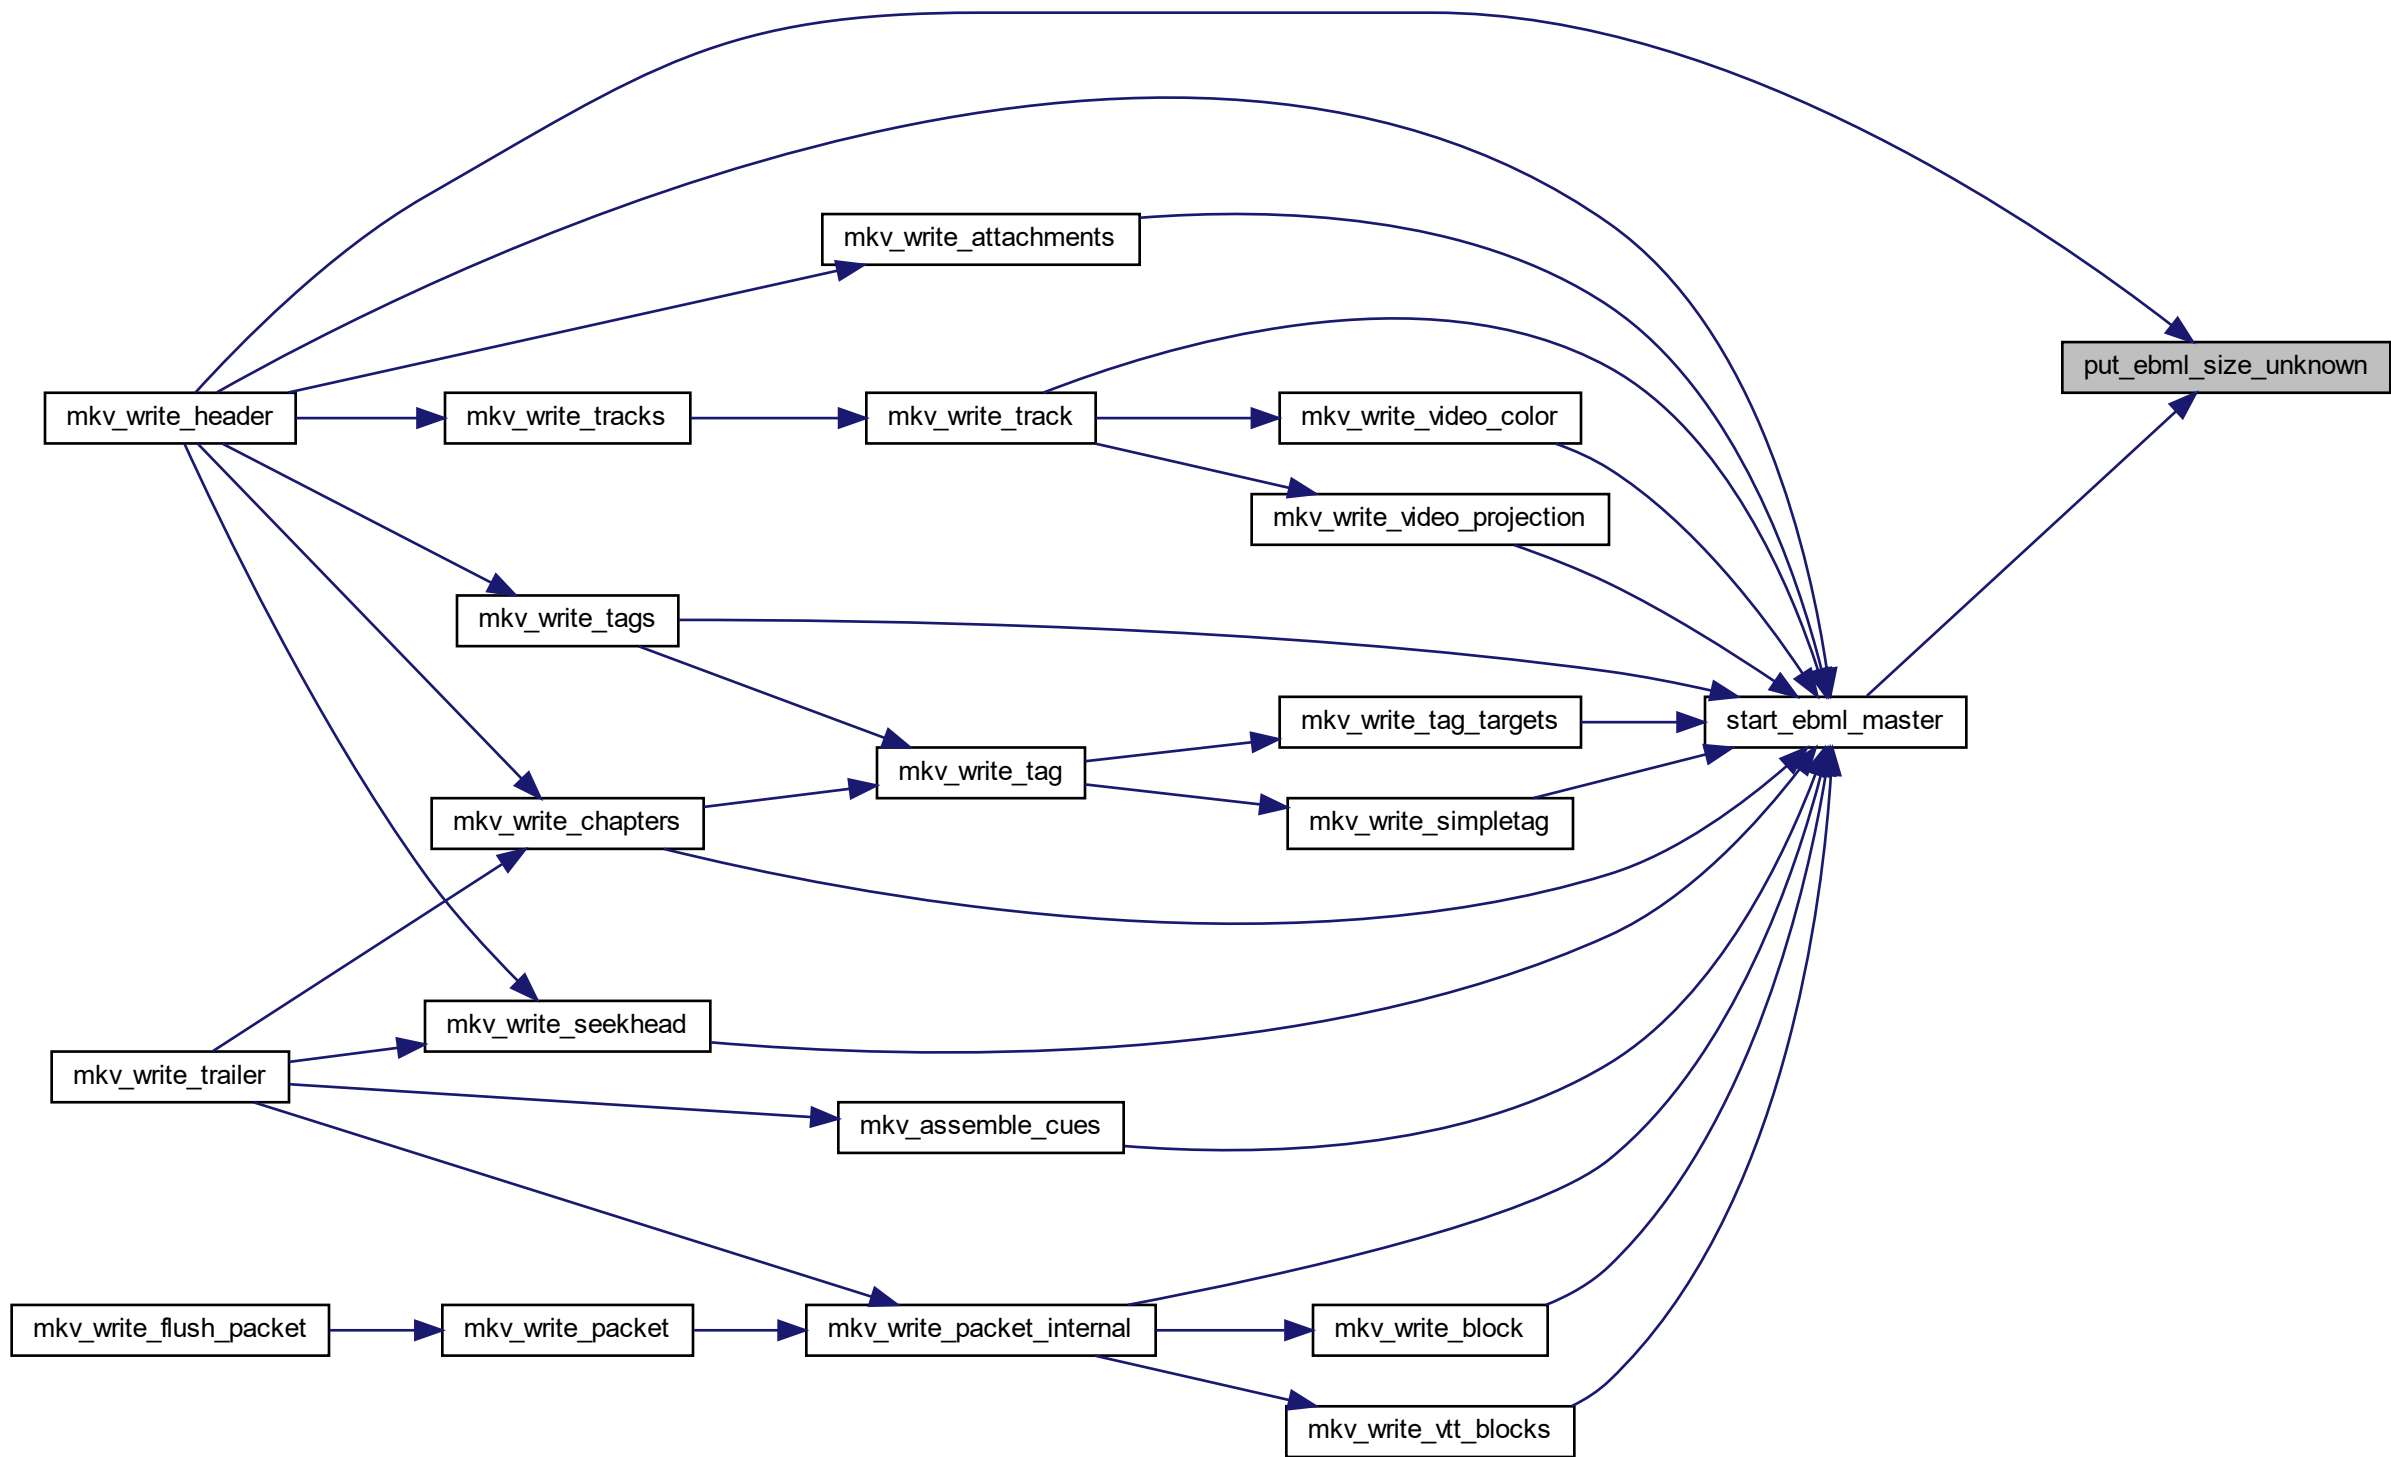 mkv_write_attachments
put_ebml_size_unknown
mkv_write_header
mkv_write_tracks
mkv_write_track
mkv_write_video_color
mkv_write_video_projection
mkv_write_tags
start_ebml_master
mkv_write_tag_targets
mkv_write_tag
mkv_write_chapters
mkv_write_simpletag
mkv_write_seekhead
mkv_write_trailer
mkv_assemble_cues
mkv_write_flush_packet
mkv_write_packet
mkv_write_packet_internal
mkv_write_block
mkv_write_vtt_blocks